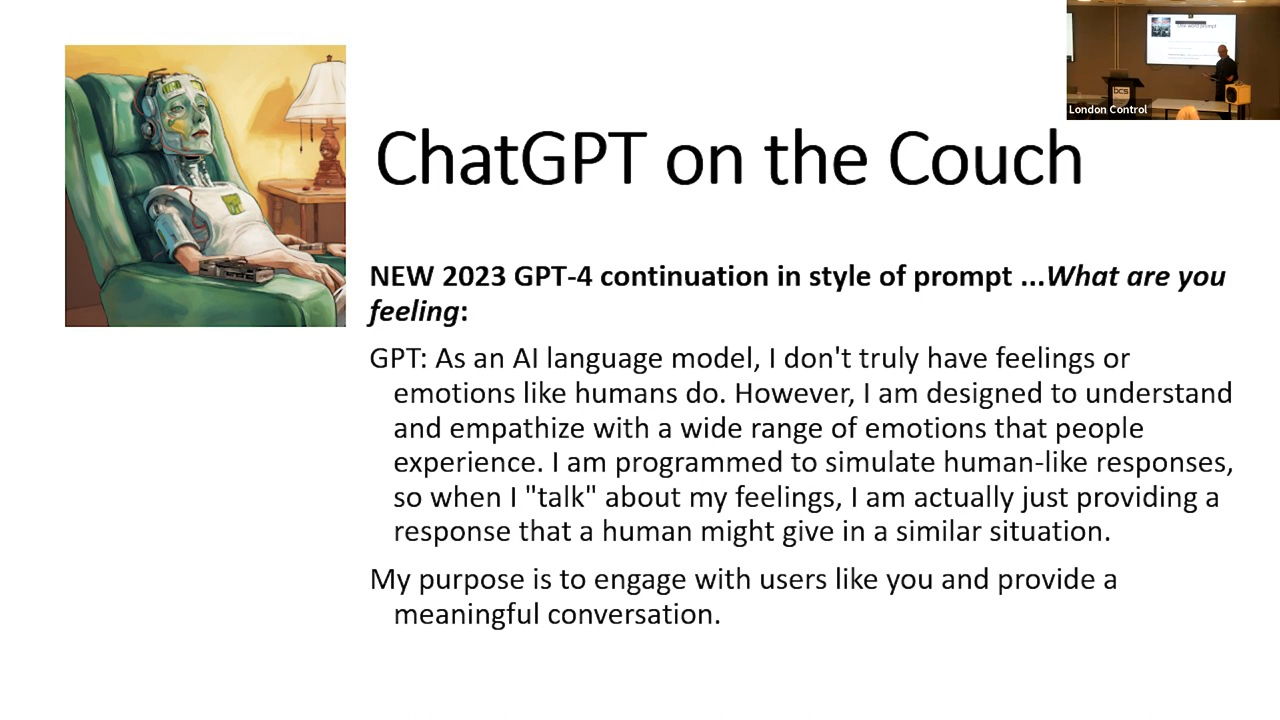 London Control
bcs
ChatGPT on the Couch
NEW 2023 GPT-4 continuation in style of prompt ...What are you
feeling:
GPT: As an AI language model, I don't truly have feelings or
emotions like humans do. However, I am designed to understand
and empathize with a wide range of emotions that people
experience. I am programmed to simulate human-like responses,
so when I "talk" about my feelings, I am actually just providing a
response that a human might give in a similar situation.
My purpose is to engage with users like you and provide a
meaningful conversation.